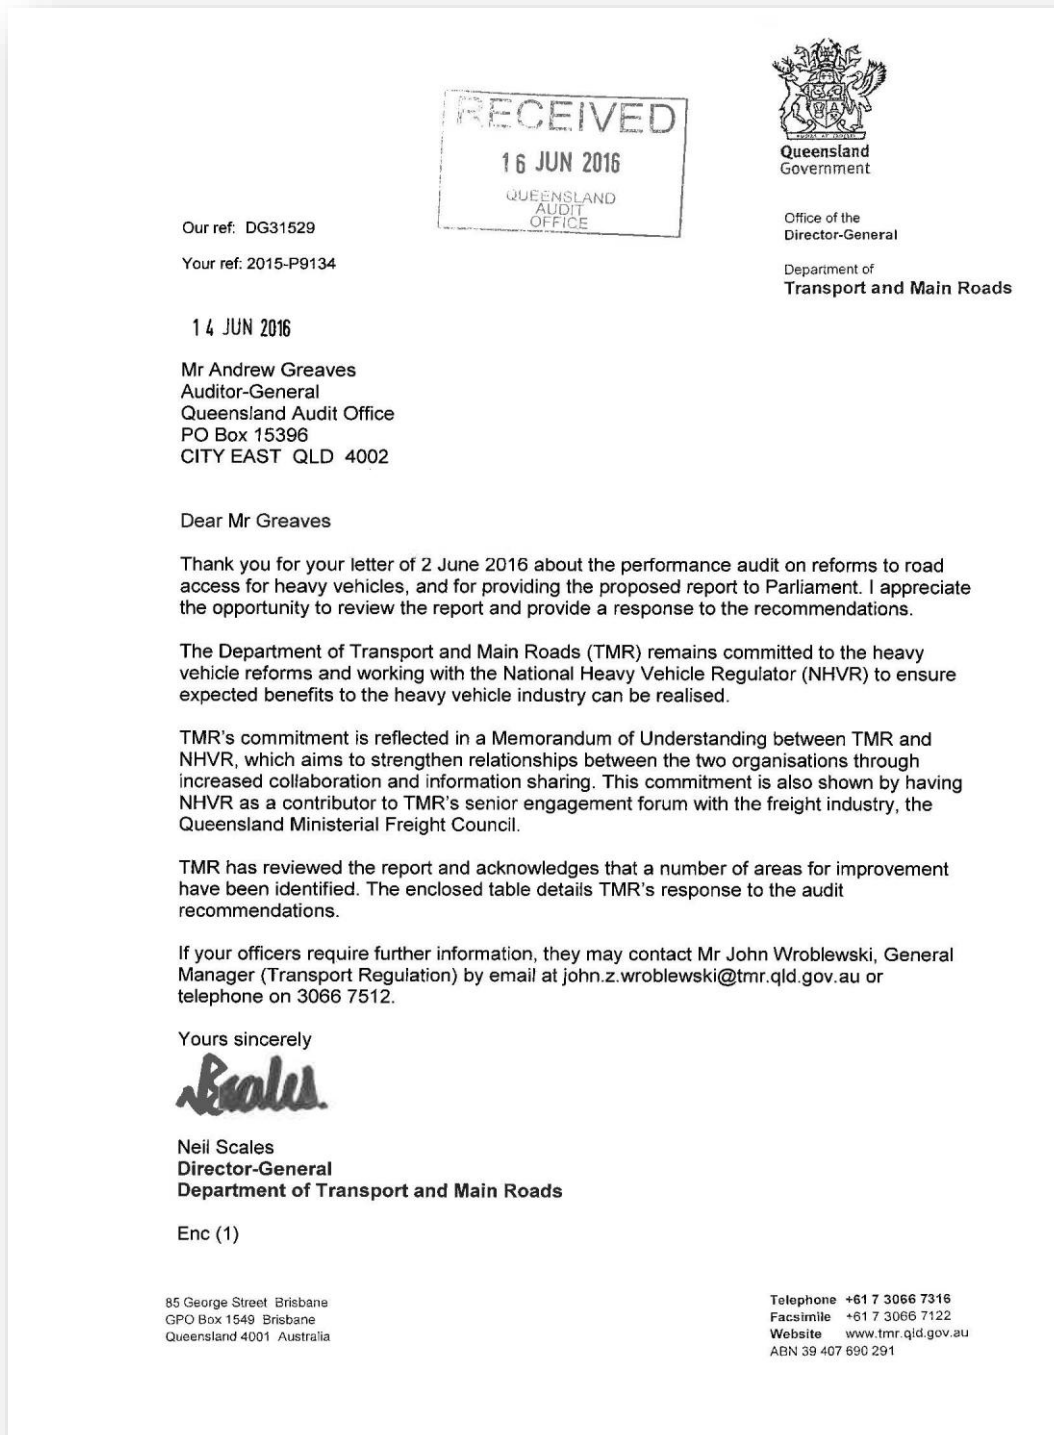 RECEIVED
16 JUN 2016
QUEENSLAND
AUDIT
OFFICE
Queensland
Government
Our ref: DG31529
Your ref: 2015-P9134
Office of the
Director-General
Department of
Transport and Main Roads
14 JUN 2016
Mr Andrew Greaves
Auditor-General
Queensland Audit Office
PO Box 15396
CITY EAST QLD 4002
Dear Mr Greaves
Thank you for your letter of 2 June 2016 about the performance audit on reforms to road
access for heavy vehicles, and for providing the proposed report to Parliament. I appreciate
the opportunity to review the report and provide a response to the recommendations.
The Department of Transport and Main Roads (TMR) remains committed to the heavy
vehicle reforms and working with the National Heavy Vehicle Regulator (NHVR) to ensure
expected benefits to the heavy vehicle industry can be realised.
TMR's commitment is reflected in a Memorandum of Understanding between TMR and
NHVR, which aims to strengthen relationships between the two organisations through
increased collaboration and information sharing. This commitment is also shown by having
NHVR as a contributor to TMR's senior engagement forum with the freight industry, the
Queensland Ministerial Freight Council.
TMR has reviewed the report and acknowledges that a number of areas for improvement
have been identified. The enclosed table details TMR's response to the audit
recommendations.
If your officers require further information, they may contact Mr John Wroblewski, General
Manager (Transport Regulation) by email at john.z.wroblewski@tmr.qld.gov.au or
telephone on 3066 7512.
Yours sincerely
NScales.
Neil Scales
Director-General
Department of Transport and Main Roads
Enc (1)
85 George Street Brisbane
GPO Box 1549 Brisbane
Queensland 4001 Australia
Telephone +61 7 3066 7316
Facsimile +61 7 3066 7122
Website www.tmr.qld.gov.au
ABN 39 407 690 291